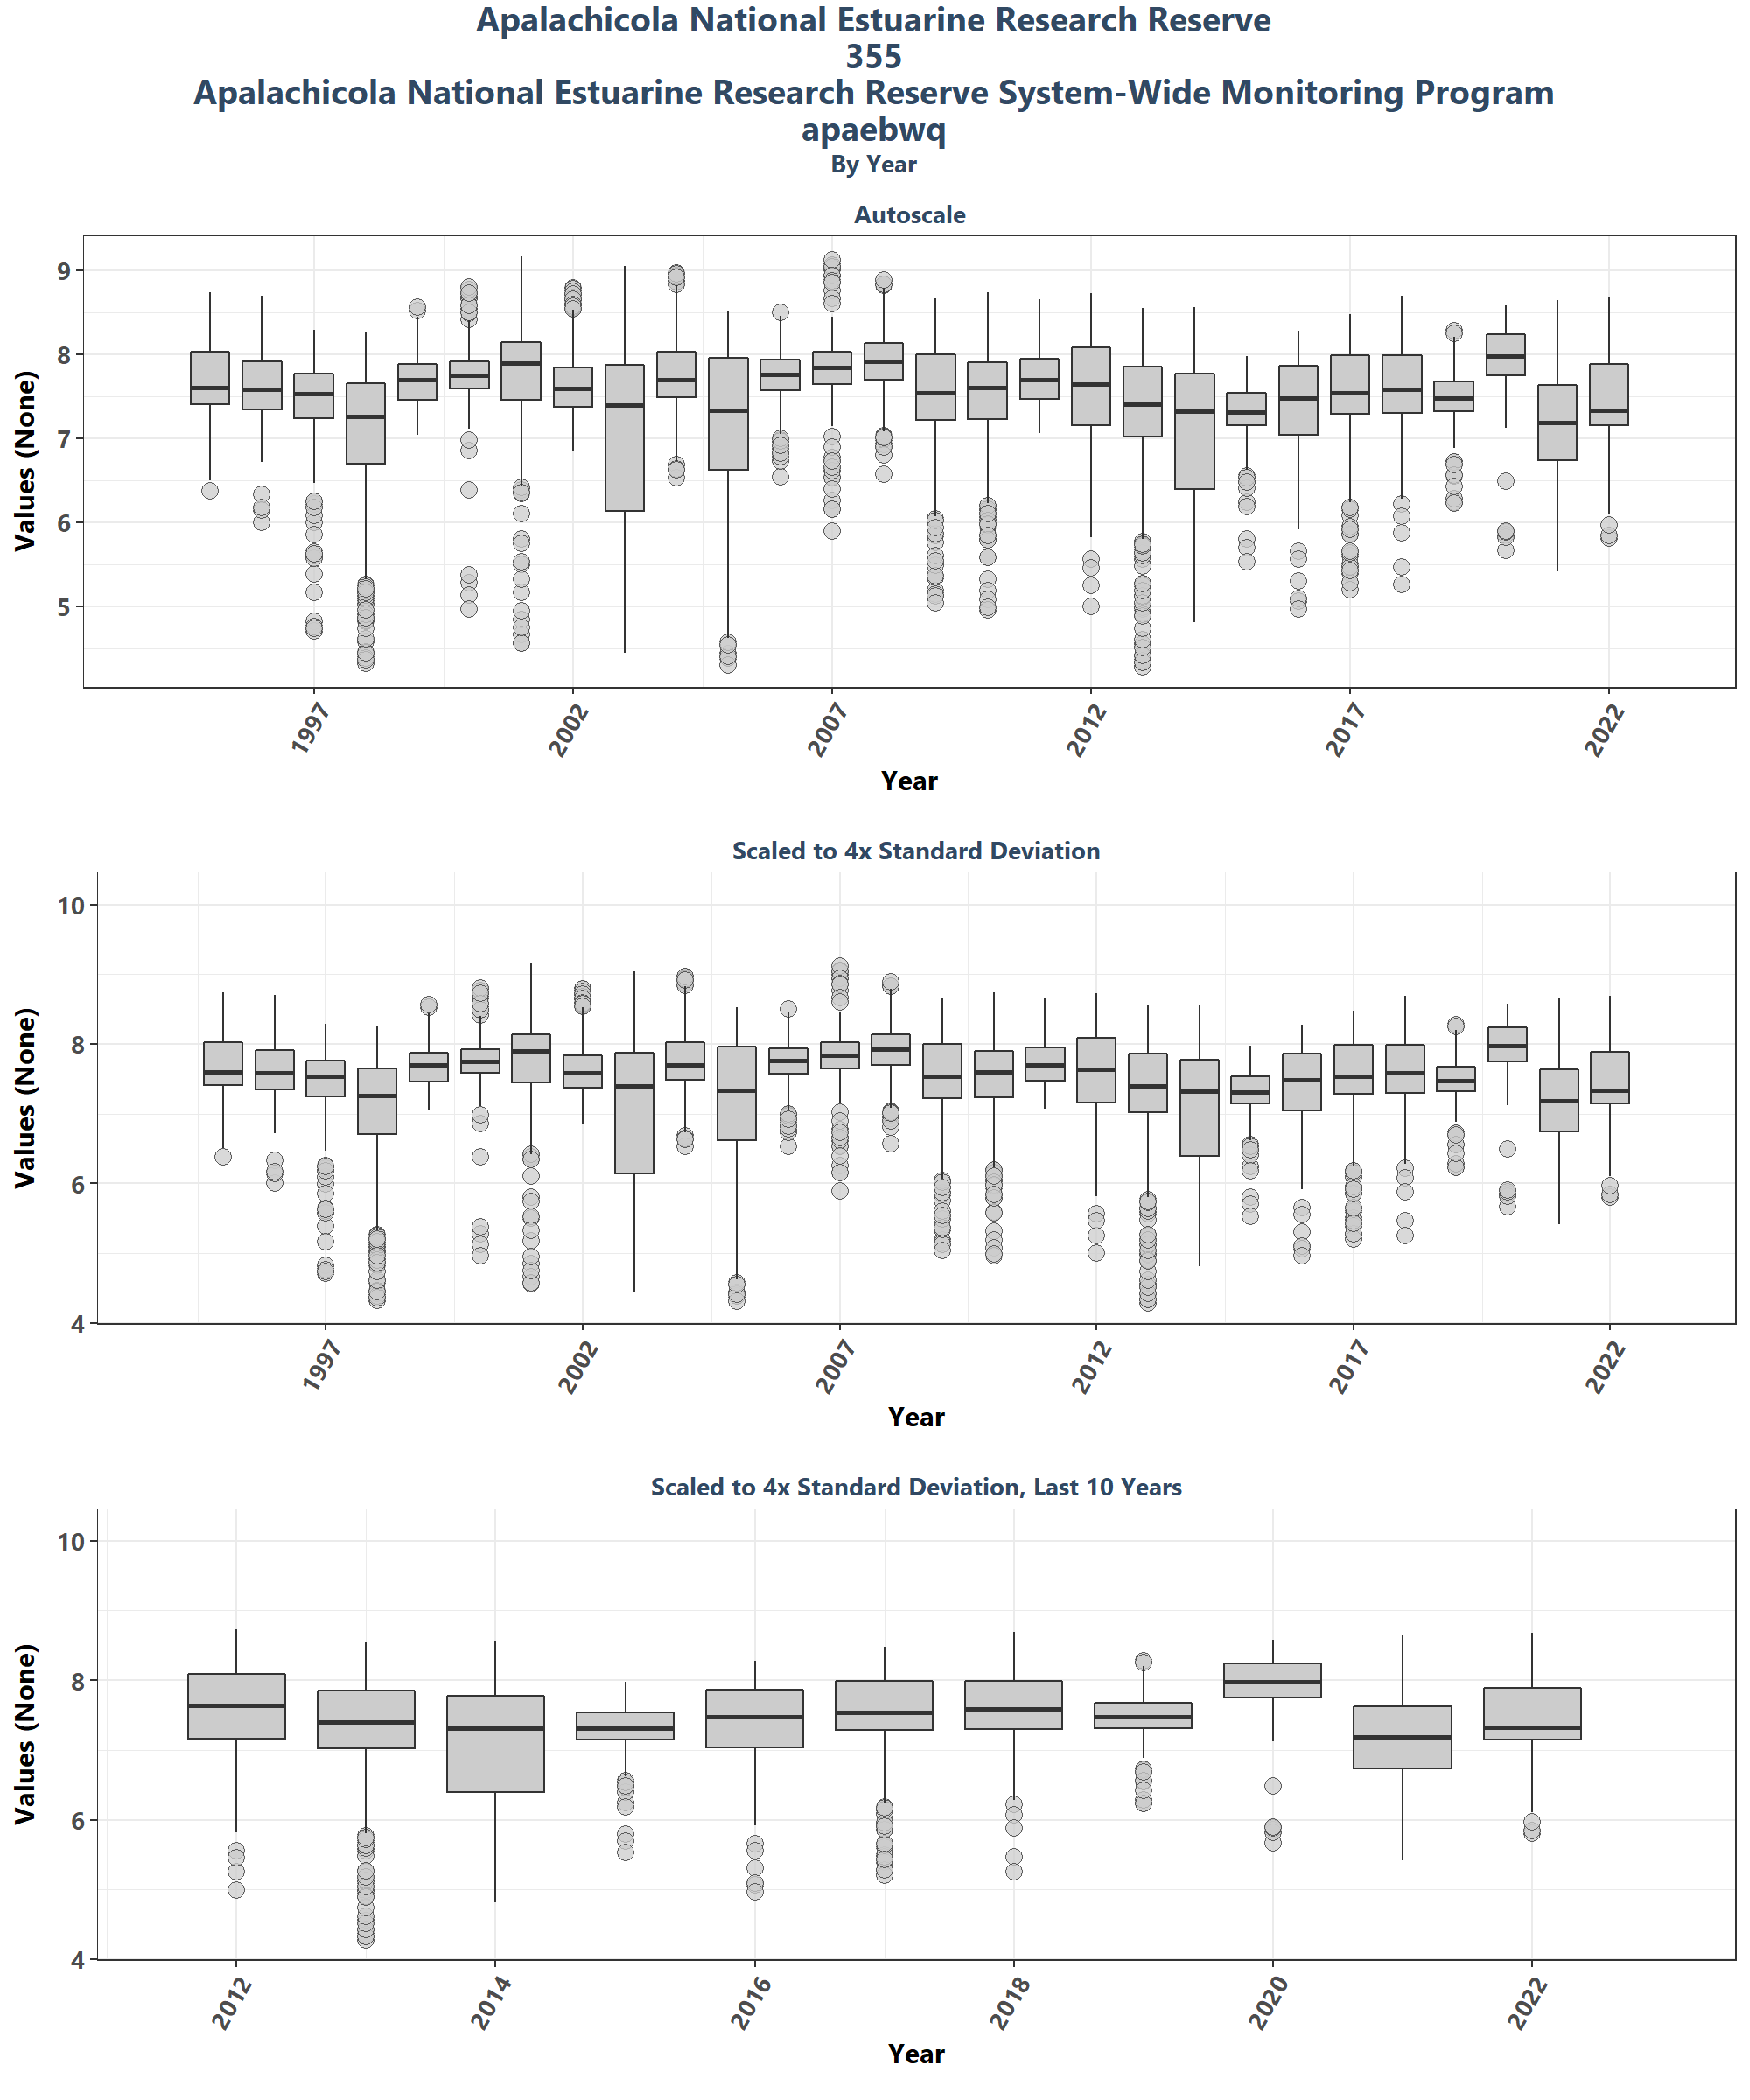 Apalachicola National Estuarine Research Reserve
355
Apalachicola National Estuarine Research Reserve System-Wide Monitoring Program
apaebwq
By Year
Autoscale
Values (None)
9
8
7
6
5
1997 2002 2007 2012 2017 2022
Year
Scaled to 4x Standard Deviation
Values (None)
10
8
6
4
1997 2002 2007 2012 2017 2022
Year
Scaled to 4x Standard Deviation, Last 10 Years
Values (None)
10
8
6
4
2012 2014 2016 2018 2020 2022
Year